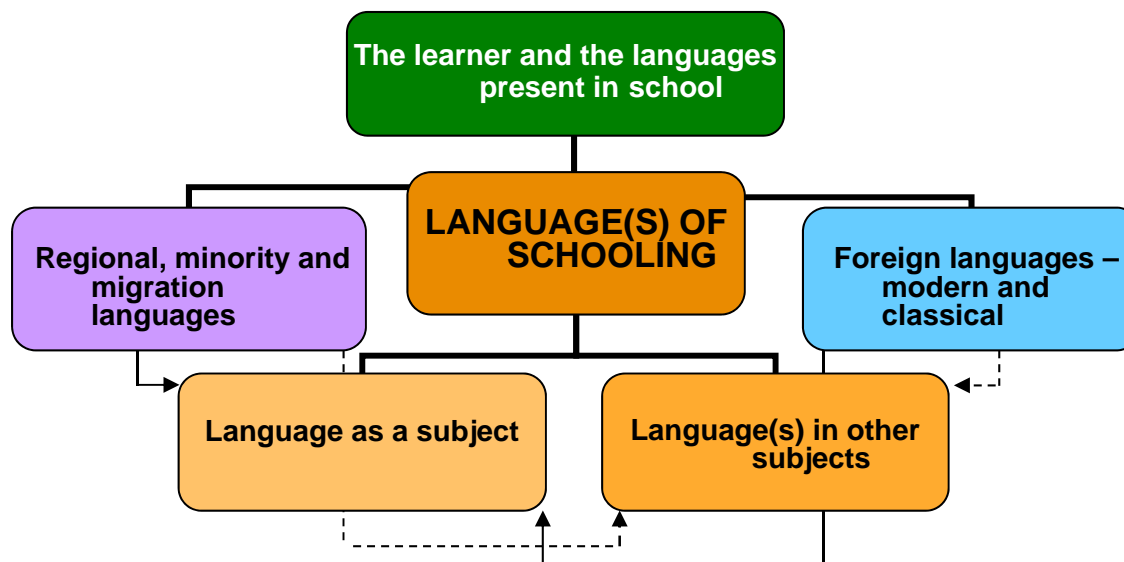 The learner and the languages
present in school
LANGUAGE(S) OF
SCHOOLING
Regional, minority and
migration
languages
Foreign languages –
modern and
classical
Language as a subject
Language(s) in other
subjects